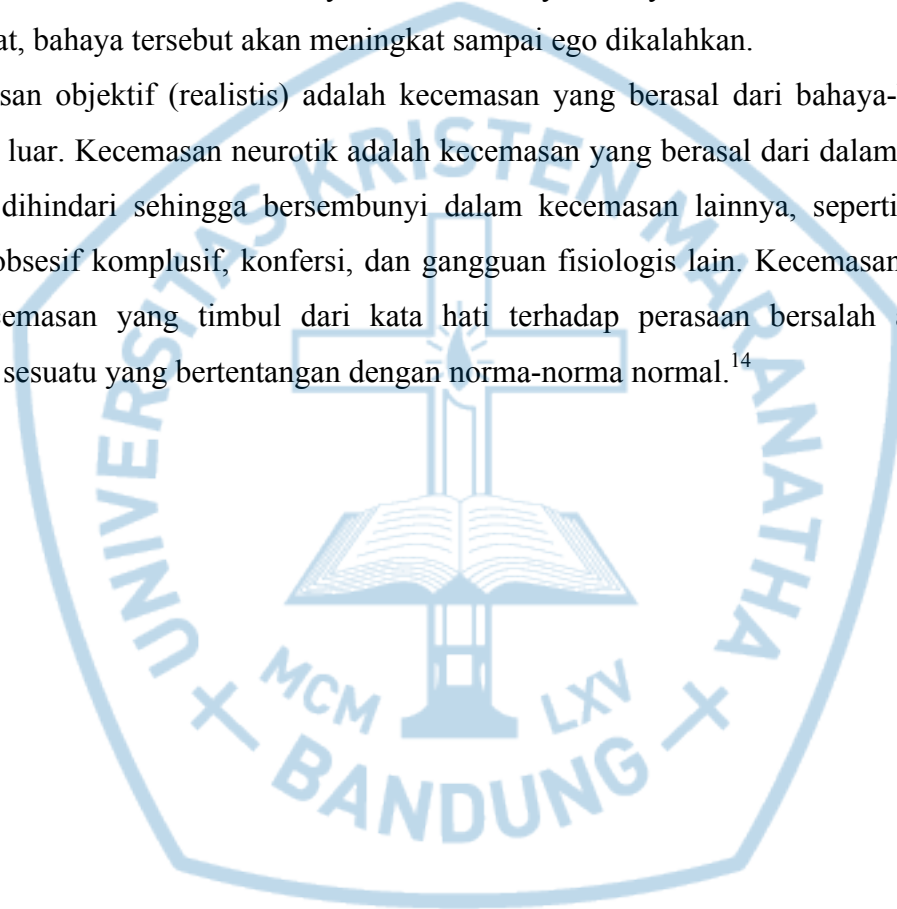 at, bahaya tersebut akan meningkat sampai ego dikalahkan.
san objektif (realistis) adalah kecemasan yang berasal dari bahaya-
luar. Kecemasan neurotik adalah kecemasan yang berasal dari dalam
dihindari sehingga bersembunyi dalam kecemasan lainnya, seperti
obsesif komplusif, konfersi, dan gangguan fisiologis lain. Kecemasan
emasan yang timbul dari kata hati terhadap perasaan bersalah
sesuatu yang bertentangan dengan norma-norma normal.14
UNIVERSITAS KRISTEN MARANATHA
MCM LXV
BANDUNG